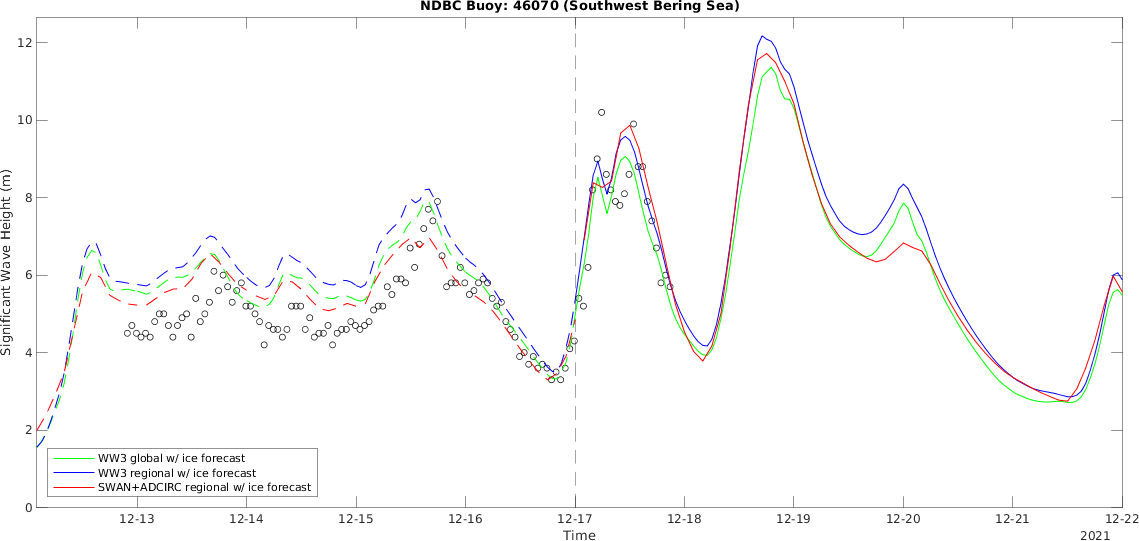 NDBC Buoy: 46070 (Southwest Bering Sea)
12
10
8
6
4
2
0
Significant Wave Height (m)
WW3 global w/ ice forecast
WW3 regional w/ ice forecast
SWAN+ADCIRC regional w/ ice forecast
12-13 12-14 12-15 12-16 12-17 12-18 12-19 12-20 12-21 12-22
Time
2021